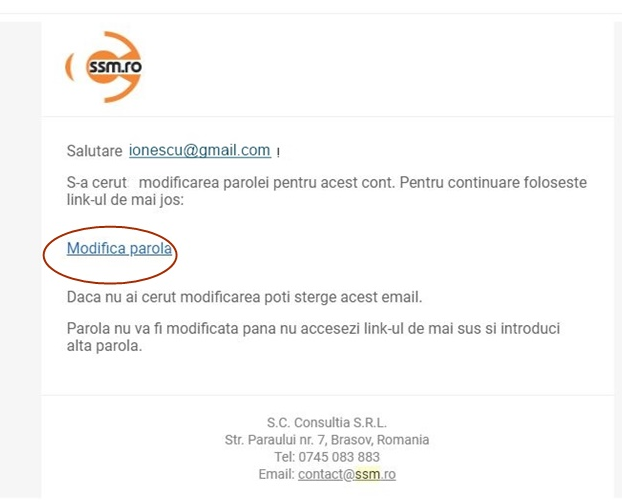 ssm.ro
Salutare ionescu@gmail.com !
S-a cerut modificarea parolei pentru acest cont. Pentru continuare foloseste
link-ul de mai jos:
Modifica parola
Daca nu ai cerut modificarea poti sterge acest email.
Parola nu va fi modificata pana nu accesezi link-ul de mai sus si introduci
alta parola.
S.C. Consultia S.R.L.
Str. Paraului nr. 7, Brasov, Romania
Tel: 0745 083 883
Email: contact@ssm.ro